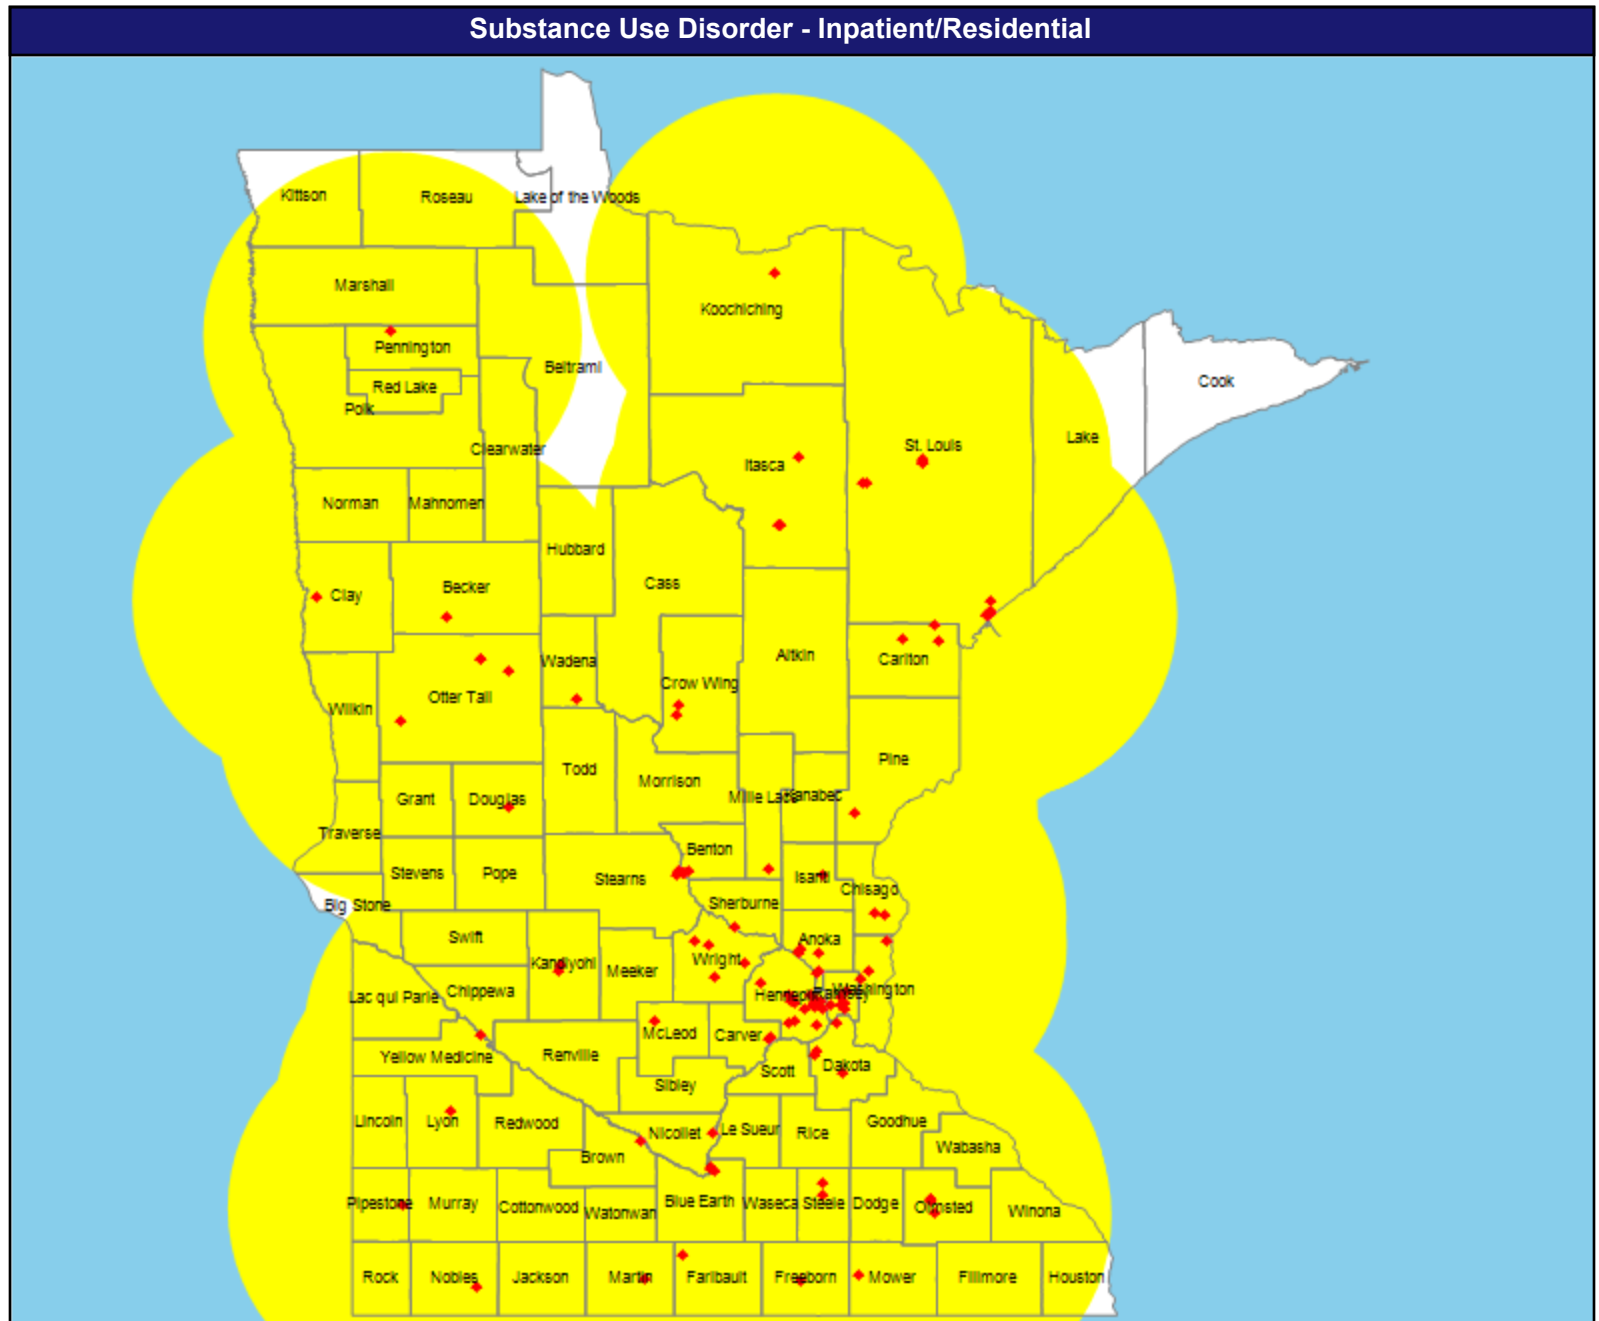 Substance Use Disorder - Inpatient/Residential
Kittson
Roseau
Lake of the Woods
Marshall
Koochiching
Pennington
Beltrami
Red Lake
Cook
Polk
Lake
Clearwater
St. Louis
Itasca
Norman
Mahnomen
Hubbard
Cass
Becker
Clay
Aitkin
Carlton
Wadena
Crow Wing
Otter Tail
Wilkin
Pine
Todd
Morrison
Grant
Douglas
Mille Lacs
Kanabec
Traverse
Benton
Stevens
Pope
Stearns
Isanti
Chisago
Sherburne
Big Stone
Swift
Anoka
Wright
Kandiyohi
Meeker
Chippewa
Washington
Lac qui Parle
Hennepin
Ramsey
McLeod
Carver
Yellow Medicine
Renville
Dakota
Scott
Sibley
Lincoln
Lyon
Redwood
Goodhue
Le Sueur
Nicollet
Rice
Wabasha
Brown
Pipestone
Murray
Cottonwood
Watonwan
Blue Earth
Waseca
Steele
Dodge
Olmsted
Winona
Rock
Nobles
Jackson
Martin
Faribault
Freeborn
Mower
Fillmore
Houston